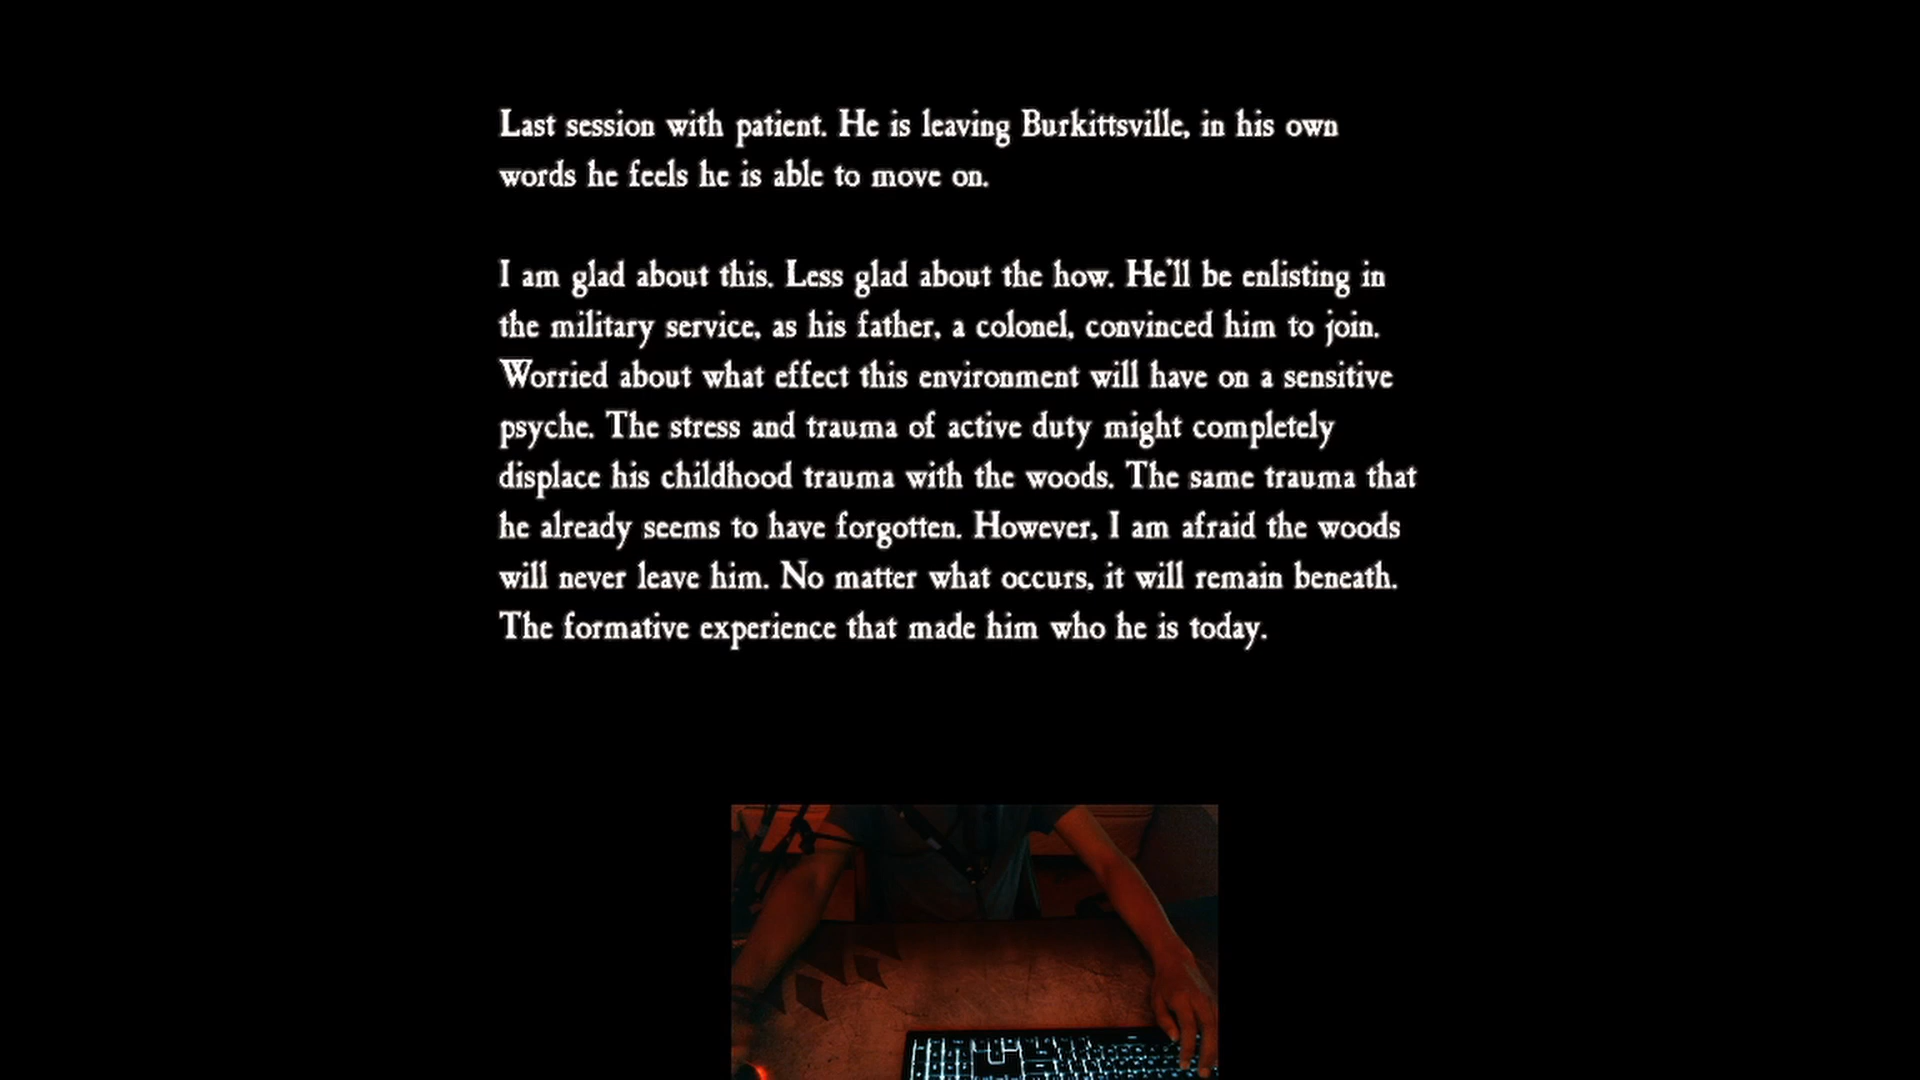 Last session with patient. He is leaving Burkittsville, in his own
words he feels he is able to move on.
I am glad about this. Less glad about the how. He'll be enlisting in
the military service, as his father, a colonel, convinced him to join.
Worried about what effect this environment will have on a sensitive
psyche. The stress and trauma of active duty might completely
displace his childhood trauma with the woods. The same trauma that
he already seems to have forgotten. However, I am afraid the woods
will never leave him. No matter what occurs, it will remain beneath.
The formative experience that made him who he is today.